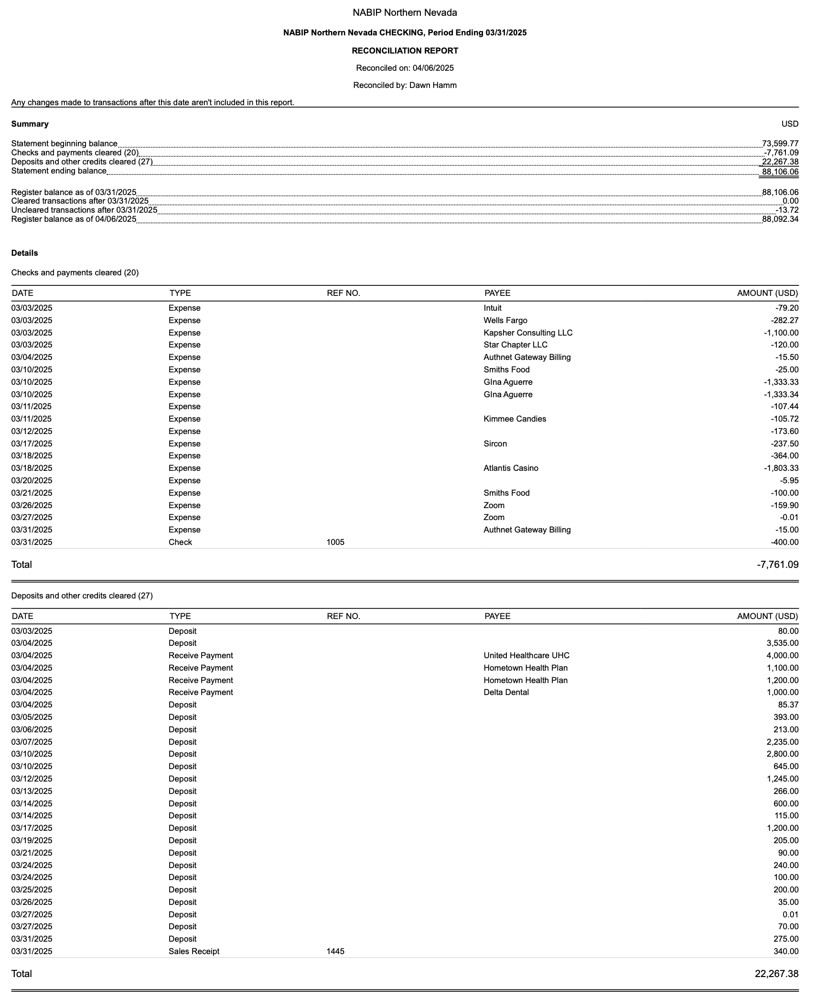 NABIP Northern Nevada
NABIP Northern Nevada CHECKING, Period Ending 03/31/2025
RECONCILIATION REPORT
Reconciled on: 04/06/2025
Reconciled by: Dawn Hamm
Any changes made to transactions after this date aren't included in this report.
Summary USD
Statement beginning balance 73,599.77
Checks and payments cleared (20) -7,761.09
Deposits and other credits cleared (27) 22,267.38
Statement ending balance 88,106.06
Register balance as of 03/31/2025 88,106.06
Cleared transactions after 03/31/2025 0.00
Uncleared transactions after 03/31/2025 -13.72
Register balance as of 04/06/2025 88,092.34
Details
Checks and payments cleared (20)
DATE TYPE REF NO. PAYEE AMOUNT (USD)
03/03/2025 Expense Intuit -79.20
03/03/2025 Expense Wells Fargo -282.27
03/03/2025 Expense Kapsher Consulting LLC -1,100.00
03/03/2025 Expense Star Chapter LLC -120.00
03/04/2025 Expense Authnet Gateway Billing -15.50
03/10/2025 Expense Smiths Food -25.00
03/10/2025 Expense GIna Aguerre -1,333.33
03/10/2025 Expense GIna Aguerre -1,333.34
03/11/2025 Expense -107.44
03/11/2025 Expense Kimmee Candies -105.72
03/12/2025 Expense -173.60
03/17/2025 Expense Sircon -237.50
03/18/2025 Expense -364.00
03/18/2025 Expense Atlantis Casino -1,803.33
03/20/2025 Expense -5.95
03/21/2025 Expense Smiths Food -100.00
03/26/2025 Expense Zoom -159.90
03/27/2025 Expense Zoom -0.01
03/31/2025 Expense Authnet Gateway Billing -15.00
03/31/2025 Check 1005 -400.00
Total -7,761.09
Deposits and other credits cleared (27)
DATE TYPE REF NO. PAYEE AMOUNT (USD)
03/03/2025 Deposit 80.00
03/04/2025 Deposit 3,535.00
03/04/2025 Receive Payment United Healthcare UHC 4,000.00
03/04/2025 Receive Payment Hometown Health Plan 1,100.00
03/04/2025 Receive Payment Hometown Health Plan 1,200.00
03/04/2025 Receive Payment Delta Dental 1,000.00
03/04/2025 Deposit 85.37
03/05/2025 Deposit 393.00
03/06/2025 Deposit 213.00
03/07/2025 Deposit 2,235.00
03/10/2025 Deposit 2,800.00
03/10/2025 Deposit 645.00
03/12/2025 Deposit 1,245.00
03/13/2025 Deposit 266.00
03/14/2025 Deposit 600.00
03/14/2025 Deposit 115.00
03/17/2025 Deposit 1,200.00
03/19/2025 Deposit 205.00
03/21/2025 Deposit 90.00
03/24/2025 Deposit 240.00
03/24/2025 Deposit 100.00
03/25/2025 Deposit 200.00
03/26/2025 Deposit 35.00
03/27/2025 Deposit 0.01
03/27/2025 Deposit 70.00
03/31/2025 Deposit 275.00
03/31/2025 Sales Receipt 1445 340.00
Total 22,267.38